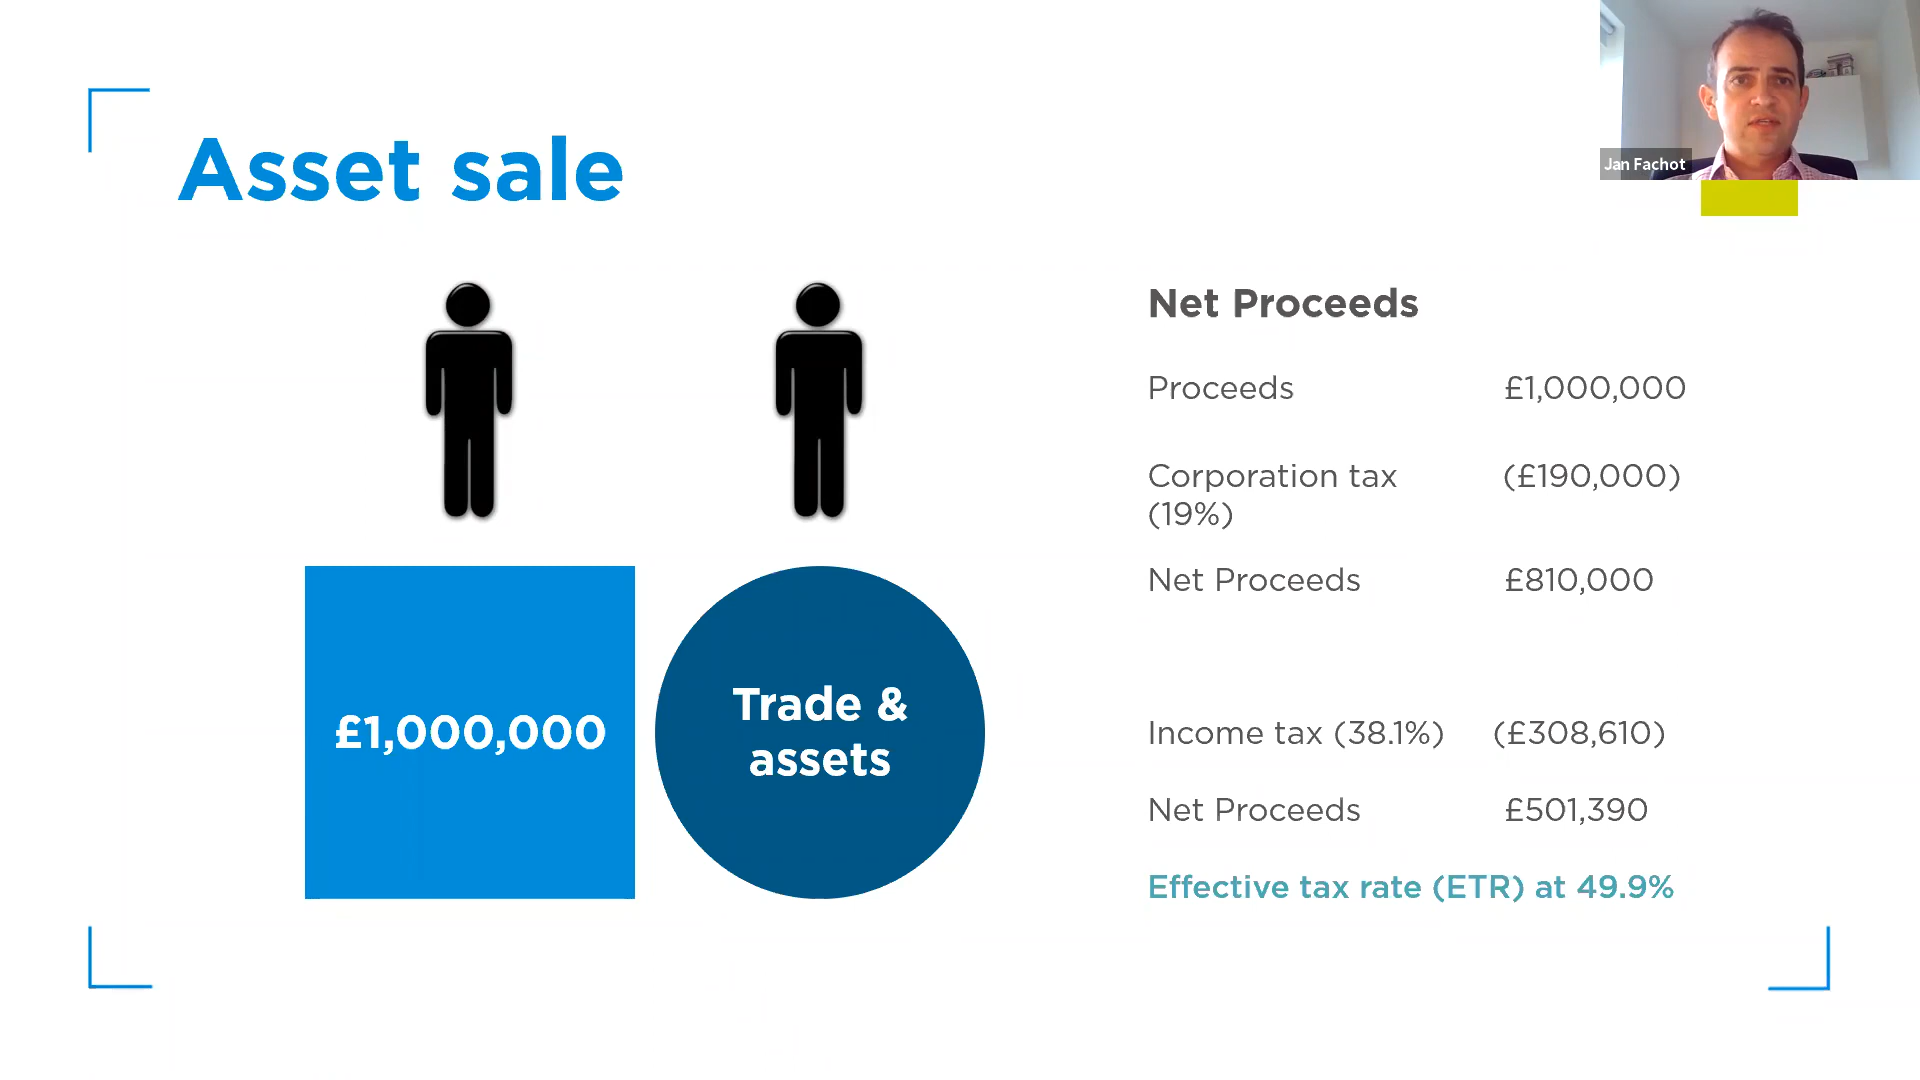 Jan Fachot
Asset sale
£1,000,000
Trade &
assets
Net Proceeds
Proceeds £1,000,000
Corporation tax (£190,000)
(19%)
Net Proceeds £810,000
Income tax (38.1%) (£308,610)
Net Proceeds £501,390
Effective tax rate (ETR) at 49.9%